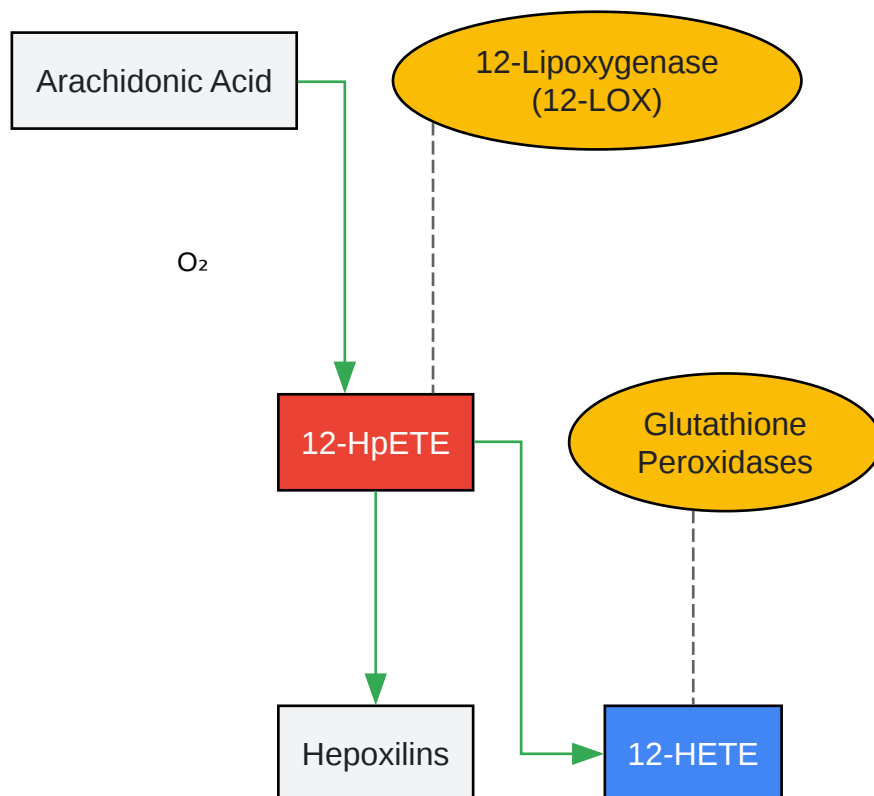 Arachidonic Acid
12-Lipoxygenase
(12-LOX)
O₂
12-HpETE
Glutathione
Peroxidases
Hepoxilins
12-HETE